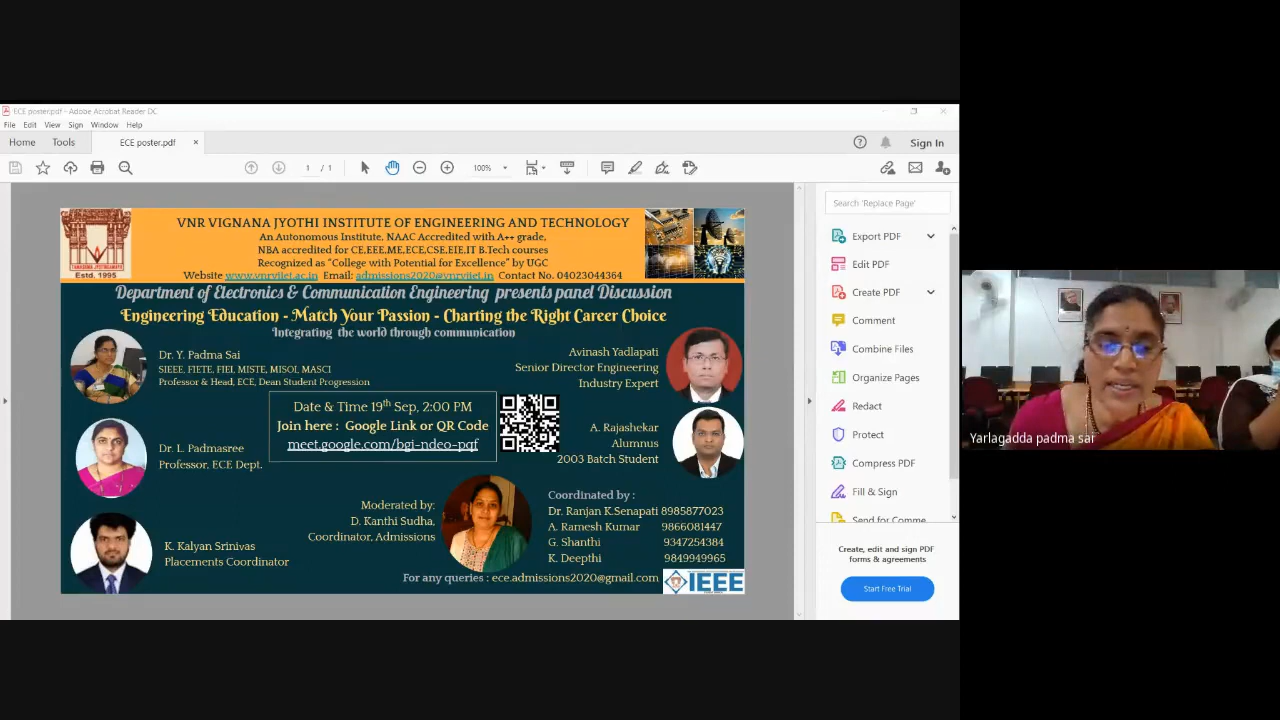 ECE poster.pdf - Adobe Acrobat Reader DC
File Edit View Sign Window Help
Home Tools ECE poster.pdf × Sign In
1 / 1 100%
Search 'Replace Page'
Export PDF
Edit PDF
Create PDF
Comment
Combine Files
Organize Pages
Redact
Protect
Compress PDF
Fill & Sign
Send for Comme
Create, edit and sign PDF
forms & agreements
Start Free Trial
VNR VIGNANA JYOTHI INSTITUTE OF ENGINEERING AND TECHNOLOGY
An Autonomous Institute, NAAC Accredited with A++ grade,
NBA accredited for CE,EEE,ME,ECE,CSE,EIE,IT B.Tech courses
Recognized as "College with Potential for Excellence" by UGC
Website www.vnrvjiet.ac.in Email: admissions2020@vnrvjiet.in Contact No. 04023044364
Estd. 1995
Department of Electronics & Communication Engineering presents panel Discussion
Engineering Education - Match Your Passion - Charting the Right Career Choice
Integrating the world through communication
Dr. Y. Padma Sai
SIEEE, FIETE, FIEI, MISTE, MISOI, MASCI
Professor & Head, ECE, Dean Student Progression
Avinash Yadlapati
Senior Director Engineering
Industry Expert
Date & Time 19th Sep, 2:00 PM
Join here : Google Link or QR Code
meet.google.com/bgi-ndeo-pqf
Dr. L. Padmasree
Professor, ECE Dept.
A. Rajashekar
Alumnus
2003 Batch Student
K. Kalyan Srinivas
Placements Coordinator
Moderated by:
D. Kanthi Sudha,
Coordinator, Admissions
Coordinated by :
Dr. Ranjan K.Senapati 8985877023
A. Ramesh Kumar 9866081447
G. Shanthi 9347254384
K. Deepthi 9849949965
For any queries : ece.admissions2020@gmail.com
IEEE
Yarlagadda padma sai